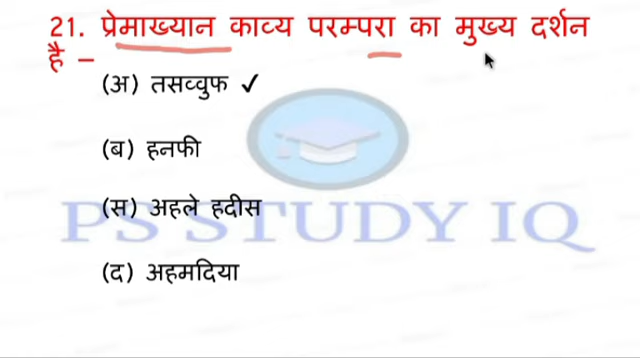 21. प्रेमाख्यान काव्य परम्परा का मुख्य दर्शन
है –
(अ) तसव्वुफ ✓
(ब) हनफी
(स) अहले हदीस
(द) अहमदिया
PS STUDY IQ